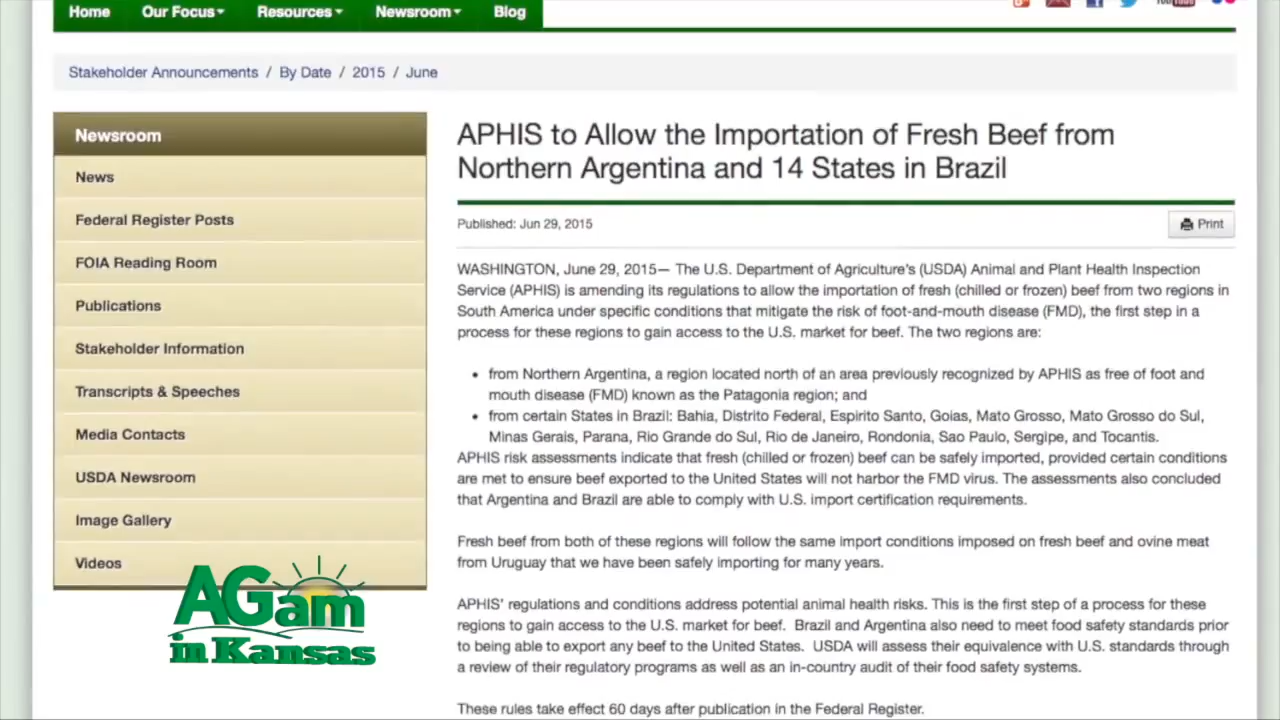 Home Our Focus Resources Newsroom Blog
Stakeholder Announcements / By Date / 2015 / June
Newsroom
News
Federal Register Posts
FOIA Reading Room
Publications
Stakeholder Information
Transcripts & Speeches
Media Contacts
USDA Newsroom
Image Gallery
Videos
APHIS to Allow the Importation of Fresh Beef from
Northern Argentina and 14 States in Brazil
Published: Jun 29, 2015
Print
WASHINGTON, June 29, 2015— The U.S. Department of Agriculture's (USDA) Animal and Plant Health Inspection
Service (APHIS) is amending its regulations to allow the importation of fresh (chilled or frozen) beef from two regions in
South America under specific conditions that mitigate the risk of foot-and-mouth disease (FMD), the first step in a
process for these regions to gain access to the U.S. market for beef. The two regions are:
• from Northern Argentina, a region located north of an area previously recognized by APHIS as free of foot and
mouth disease (FMD) known as the Patagonia region; and
• from certain States in Brazil: Bahia, Distrito Federal, Espirito Santo, Goias, Mato Grosso, Mato Grosso do Sul,
Minas Gerais, Parana, Rio Grande do Sul, Rio de Janeiro, Rondonia, Sao Paulo, Sergipe, and Tocantis.
APHIS risk assessments indicate that fresh (chilled or frozen) beef can be safely imported, provided certain conditions
are met to ensure beef exported to the United States will not harbor the FMD virus. The assessments also concluded
that Argentina and Brazil are able to comply with U.S. import certification requirements.
Fresh beef from both of these regions will follow the same import conditions imposed on fresh beef and ovine meat
from Uruguay that we have been safely importing for many years.
APHIS' regulations and conditions address potential animal health risks. This is the first step of a process for these
regions to gain access to the U.S. market for beef. Brazil and Argentina also need to meet food safety standards prior
to being able to export any beef to the United States. USDA will assess their equivalence with U.S. standards through
a review of their regulatory programs as well as an in-country audit of their food safety systems.
These rules take effect 60 days after publication in the Federal Register.
AGam
in Kansas